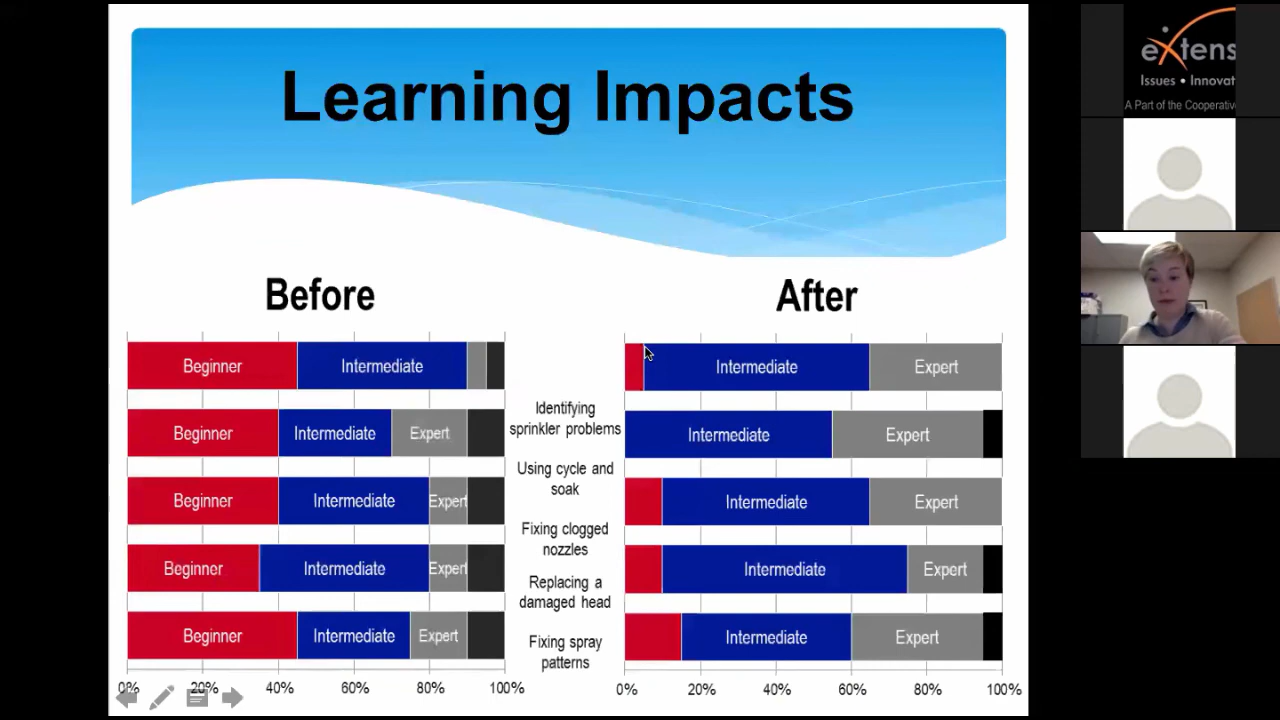 Learning Impacts
Before
After
Beginner
Intermediate
Intermediate
Expert
Beginner
Intermediate
Expert
Intermediate
Expert
Beginner
Intermediate
Expert
Intermediate
Expert
Beginner
Intermediate
Expert
Intermediate
Expert
Beginner
Intermediate
Expert
Intermediate
Expert
Identifying
sprinkler problems
Using cycle and
soak
Fixing clogged
nozzles
Replacing a
damaged head
Fixing spray
patterns
0% 20% 40% 60% 80% 100%
0% 20% 40% 60% 80% 100%
eXtens
Issues • Innovat
A Part of the Cooperative